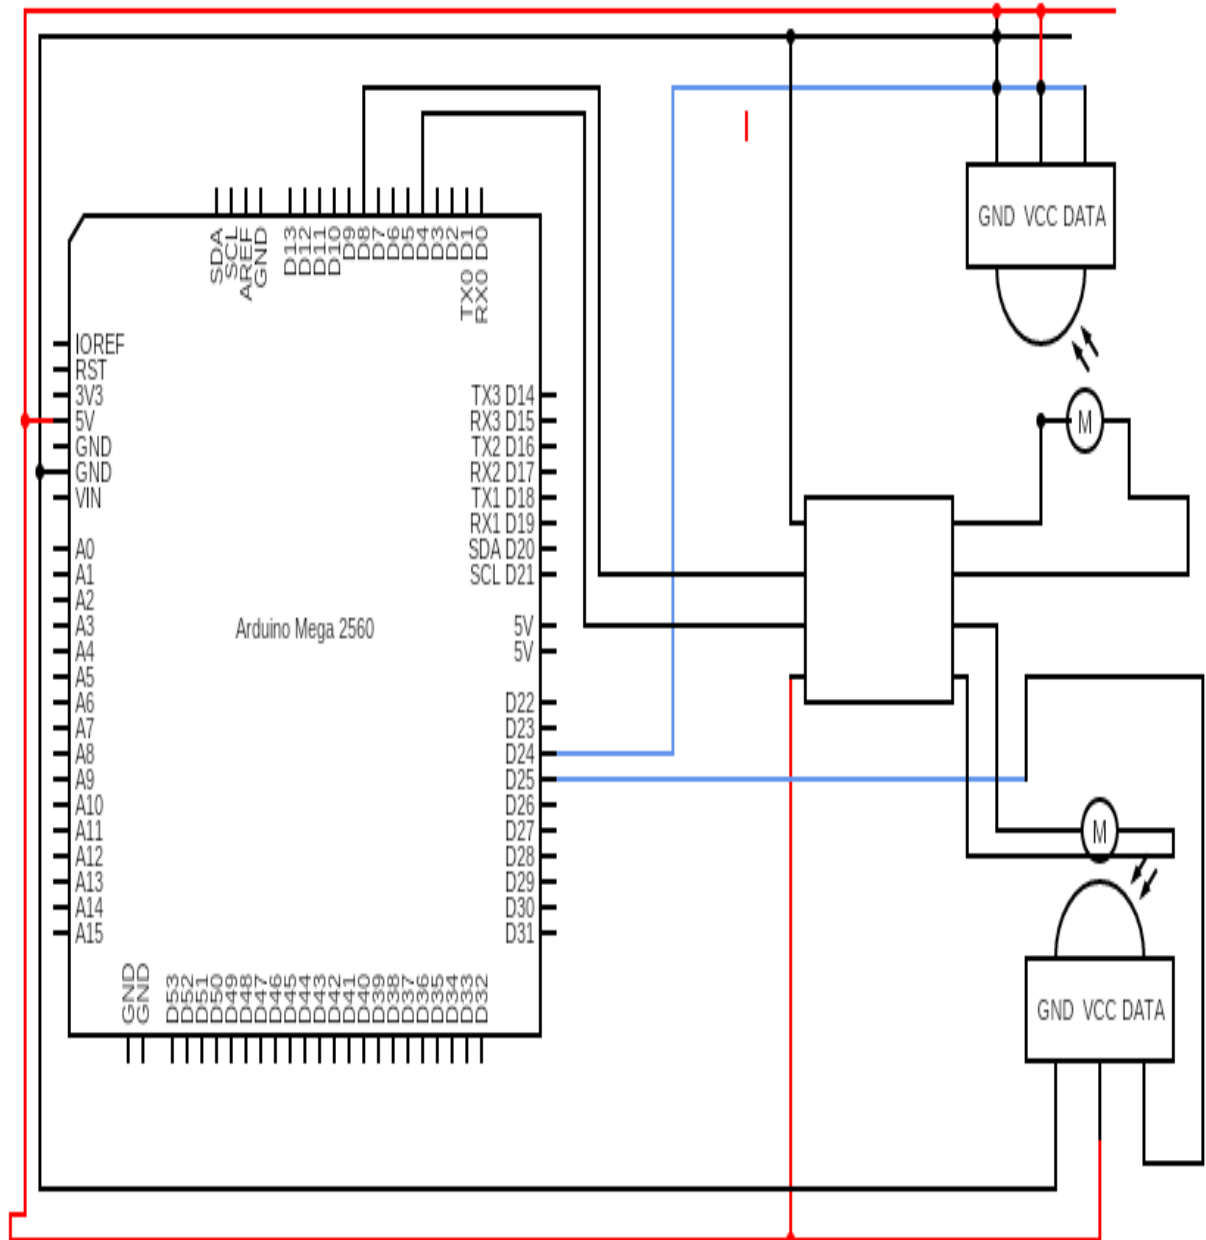 SDA
SCL
AREF
GND
D13
D12
D11
D10
D9
D8
D7
D6
D5
D4
D3
D2
TX0 D1
RX0 D0
GND VCC DATA
IOREF
RST
3V3
5V
GND
GND
VIN
A0
A1
A2
A3
A4
A5
A6
A7
A8
A9
A10
A11
A12
A13
A14
A15
Arduino Mega 2560
TX3 D14
RX3 D15
TX2 D16
RX2 D17
TX1 D18
RX1 D19
SDA D20
SCL D21
5V
5V
D22
D23
D24
D25
D26
D27
D28
D29
D30
D31
M
M
GND VCC DATA
GND
GND
D53
D52
D51
D50
D49
D48
D47
D46
D45
D44
D43
D42
D41
D40
D39
D38
D37
D36
D35
D34
D33
D32